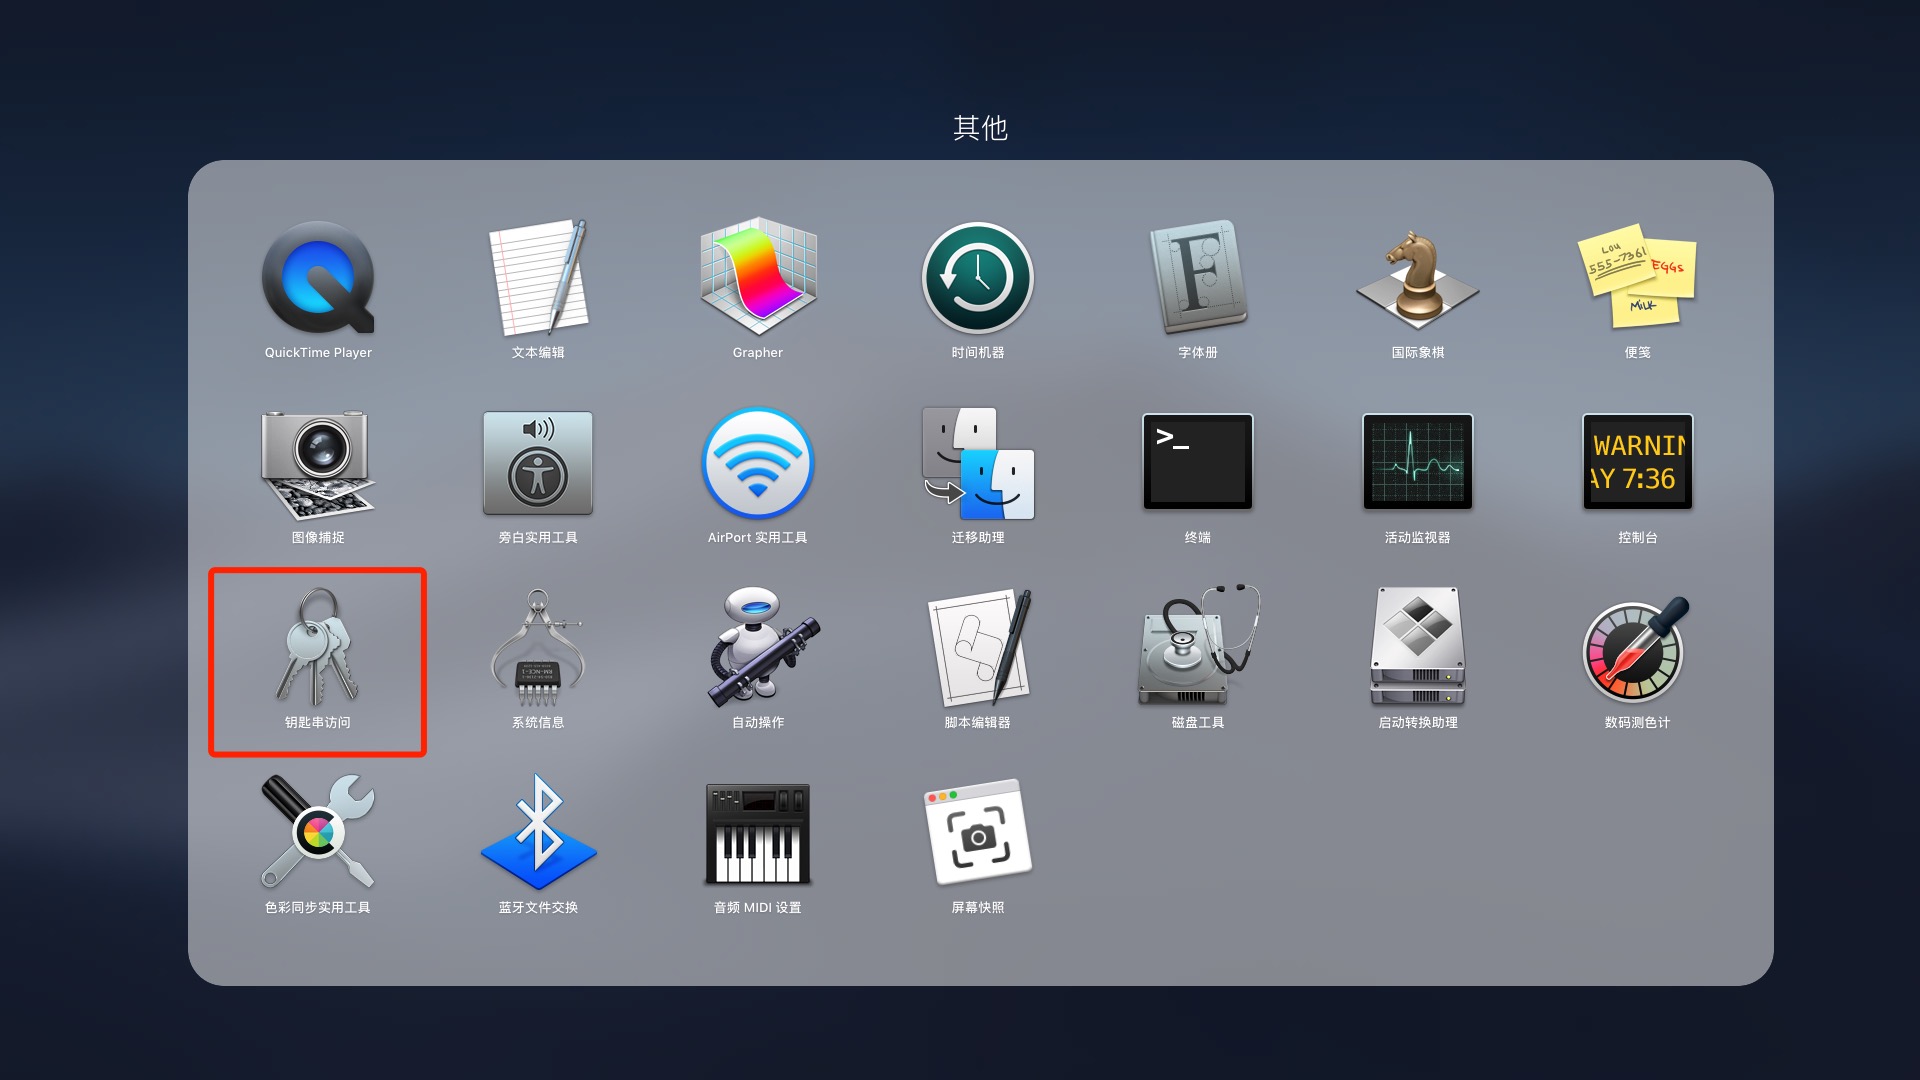 其他
QuickTime Player
文本编辑
Grapher
时间机器
字体册
国际象棋
便笺
Lou
555-7361
EGGs
MiLK
F
图像捕捉
旁白实用工具
AirPort 实用工具
迁移助理
>_
终端
活动监视器
WARNIN
AY 7:36
控制台
钥匙串访问
系统信息
自动操作
脚本编辑器
磁盘工具
启动转换助理
数码测色计
色彩同步实用工具
蓝牙文件交换
音频 MIDI 设置
屏幕快照